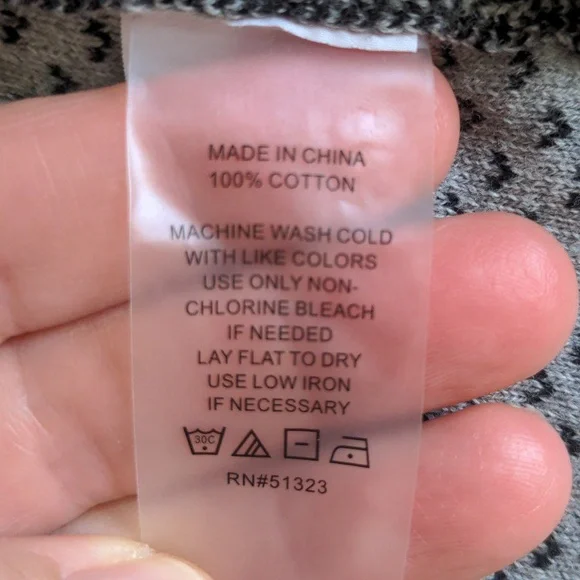 MADE IN CHINA
100% COTTON
MACHINE WASH COLD
WITH LIKE COLORS
USE ONLY NON-
CHLORINE BLEACH
IF NEEDED
LAY FLAT TO DRY
USE LOW IRON
IF NECESSARY
30C
RN#51323